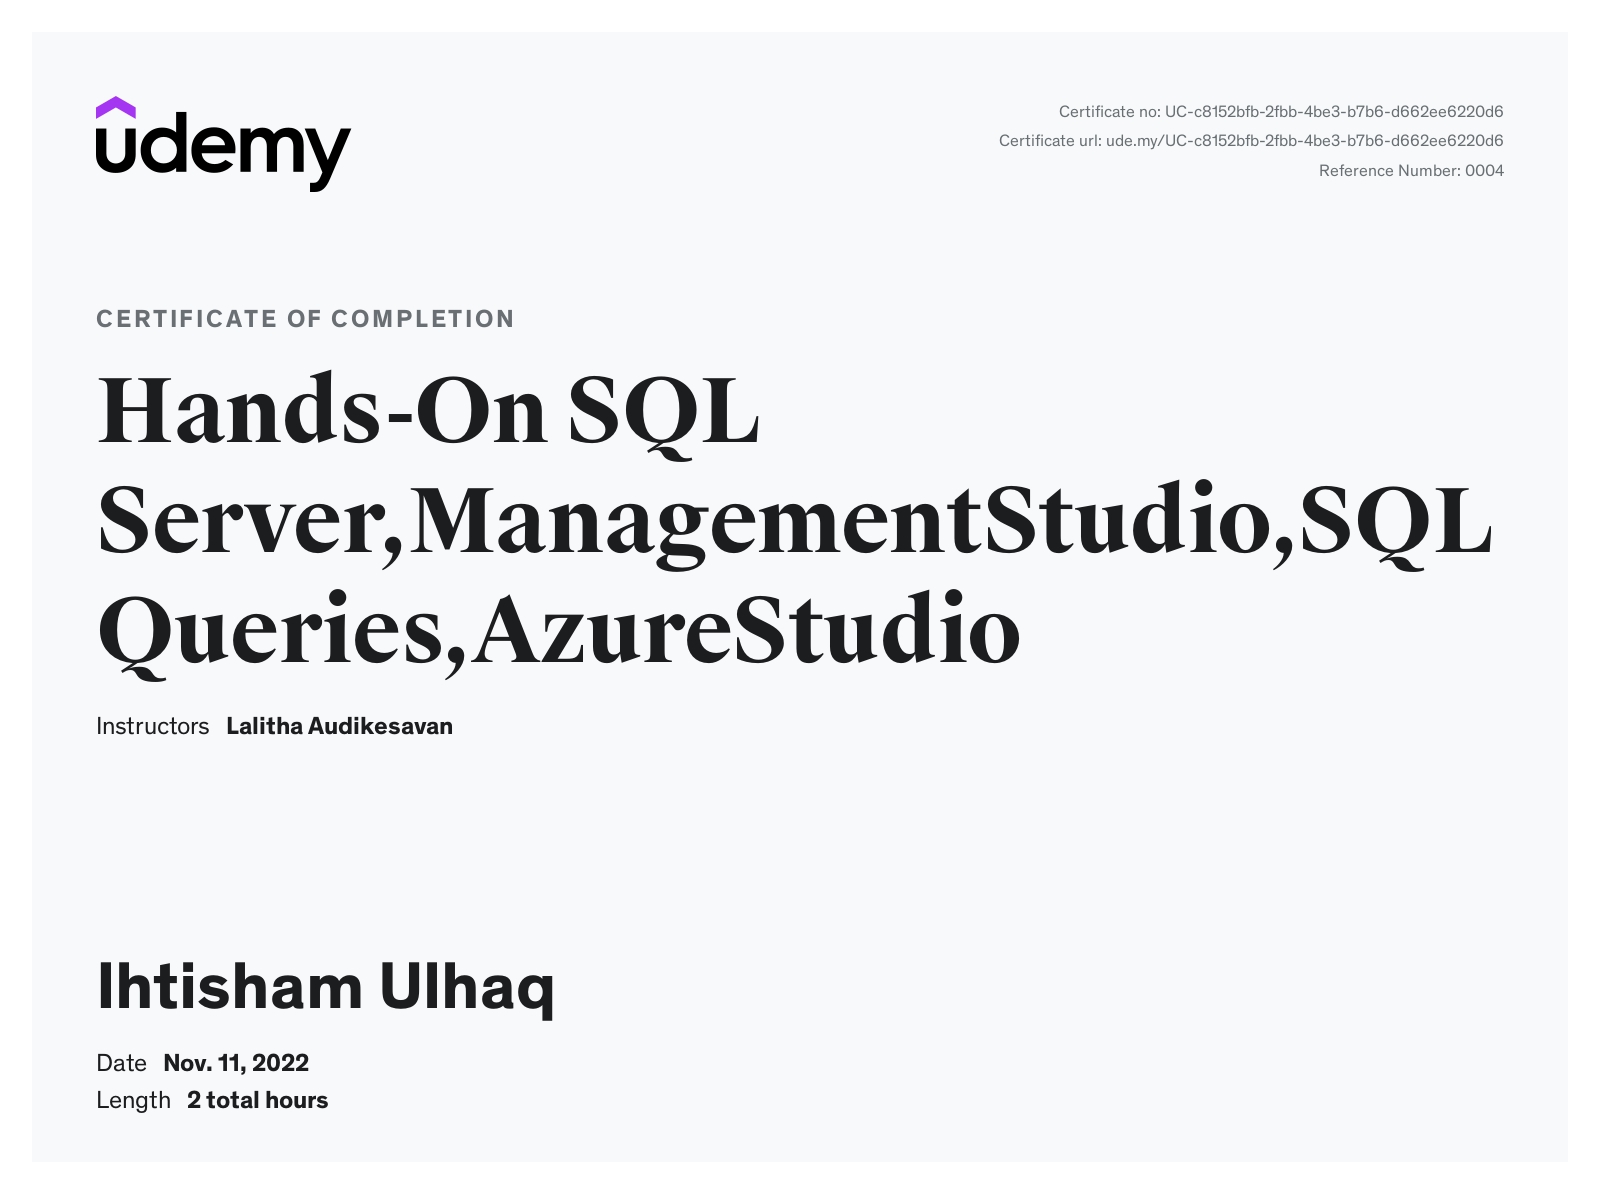 udemy
Certificate no: UC-c8152bfb-2fbb-4be3-b7b6-d662ee6220d6
Certificate url: ude.my/UC-c8152bfb-2fbb-4be3-b7b6-d662ee6220d6
Reference Number: 0004
CERTIFICATE OF COMPLETION
Hands-On SQL
Server,ManagementStudio,SQL
Queries,AzureStudio
Instructors Lalitha Audikesavan
Ihtisham Ulhaq
Date Nov. 11, 2022
Length 2 total hours